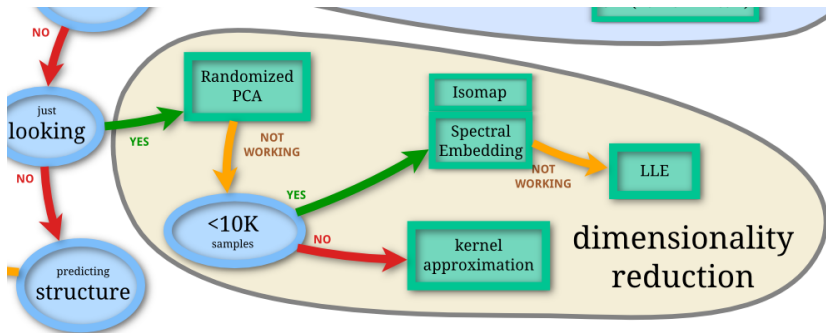 NO
just
looking
YES
NO
predicting
structure
Randomized
PCA
NOT
WORKING
<10K
samples
YES
NO
Isomap
Spectral
Embedding
NOT
WORKING
LLE
kernel
approximation
dimensionality
reduction